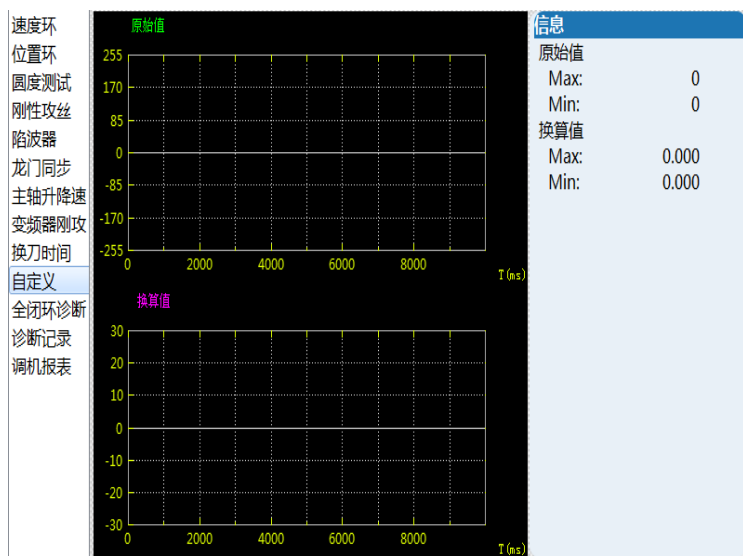 速度环
位置环
圆度测试
刚性攻丝
陷波器
龙门同步
主轴升降速
变频器刚攻
换刀时间
自定义
全闭环诊断
诊断记录
调机报表
原始值
255
170
85
0
-85
-170
-255
0 2000 4000 6000 8000
T(ms)
换算值
30
20
10
0
-10
-20
-30
0 2000 4000 6000 8000
T(ms)
信息
原始值
Max: 0
Min: 0
换算值
Max: 0.000
Min: 0.000